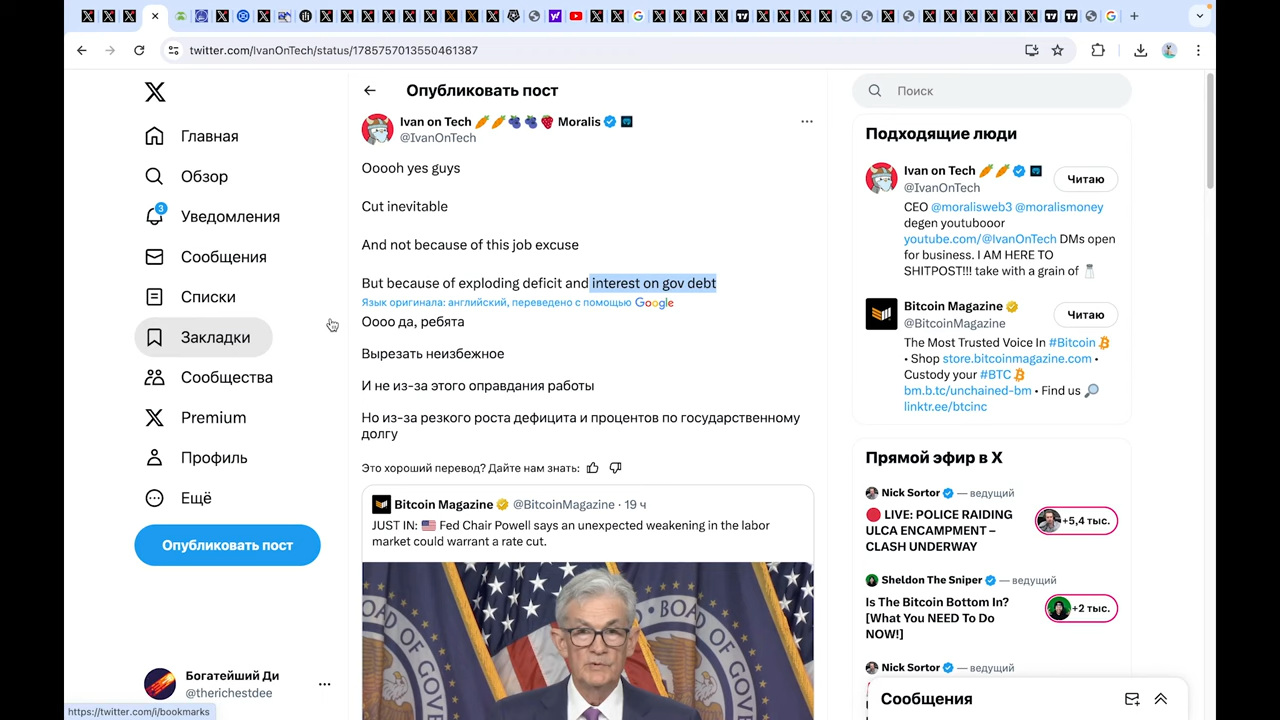 twitter.com/IvanOnTech/status/1785757013550461387
Главная
Обзор
3
Уведомления
Сообщения
Списки
Закладки
Сообщества
Premium
Профиль
Ещё
Опубликовать пост
Богатейший Ди
@therichestdee
https://twitter.com/i/bookmarks
Опубликовать пост
Ivan on Tech 🥕🥕🫐🫐🍓 Moralis
@IvanOnTech
Ooooh yes guys
Cut inevitable
And not because of this job excuse
But because of exploding deficit and interest on gov debt
Язык оригинала: английский, переведено с помощью Google
Оооо да, ребята
Вырезать неизбежное
И не из-за этого оправдания работы
Но из-за резкого роста дефицита и процентов по государственному
долгу
Это хороший перевод? Дайте нам знать:
Bitcoin Magazine @BitcoinMagazine · 19 ч
JUST IN: 🇺🇸 Fed Chair Powell says an unexpected weakening in the labor
market could warrant a rate cut.
BOARD OF GOVE
Поиск
Подходящие люди
Ivan on Tech 🥕🥕
@IvanOnTech
Читаю
CEO @moralisweb3 @moralismoney
degen youtubooor
youtube.com/@IvanOnTech DMs open
for business. I AM HERE TO
SHITPOST!!! take with a grain of 🧂
Bitcoin Magazine
@BitcoinMagazine
Читаю
The Most Trusted Voice In #Bitcoin
• Shop store.bitcoinmagazine.com •
Custody your #BTC
bm.b.tc/unchained-bm • Find us 🔎
linktr.ee/btcinc
Прямой эфир в X
Nick Sortor — ведущий
🔴 LIVE: POLICE RAIDING
ULCA ENCAMPMENT –
CLASH UNDERWAY
+5,4 тыс.
Sheldon The Sniper — ведущий
Is The Bitcoin Bottom In?
[What You NEED To Do
NOW!]
+2 тыс.
Nick Sortor — ведущий
Сообщения